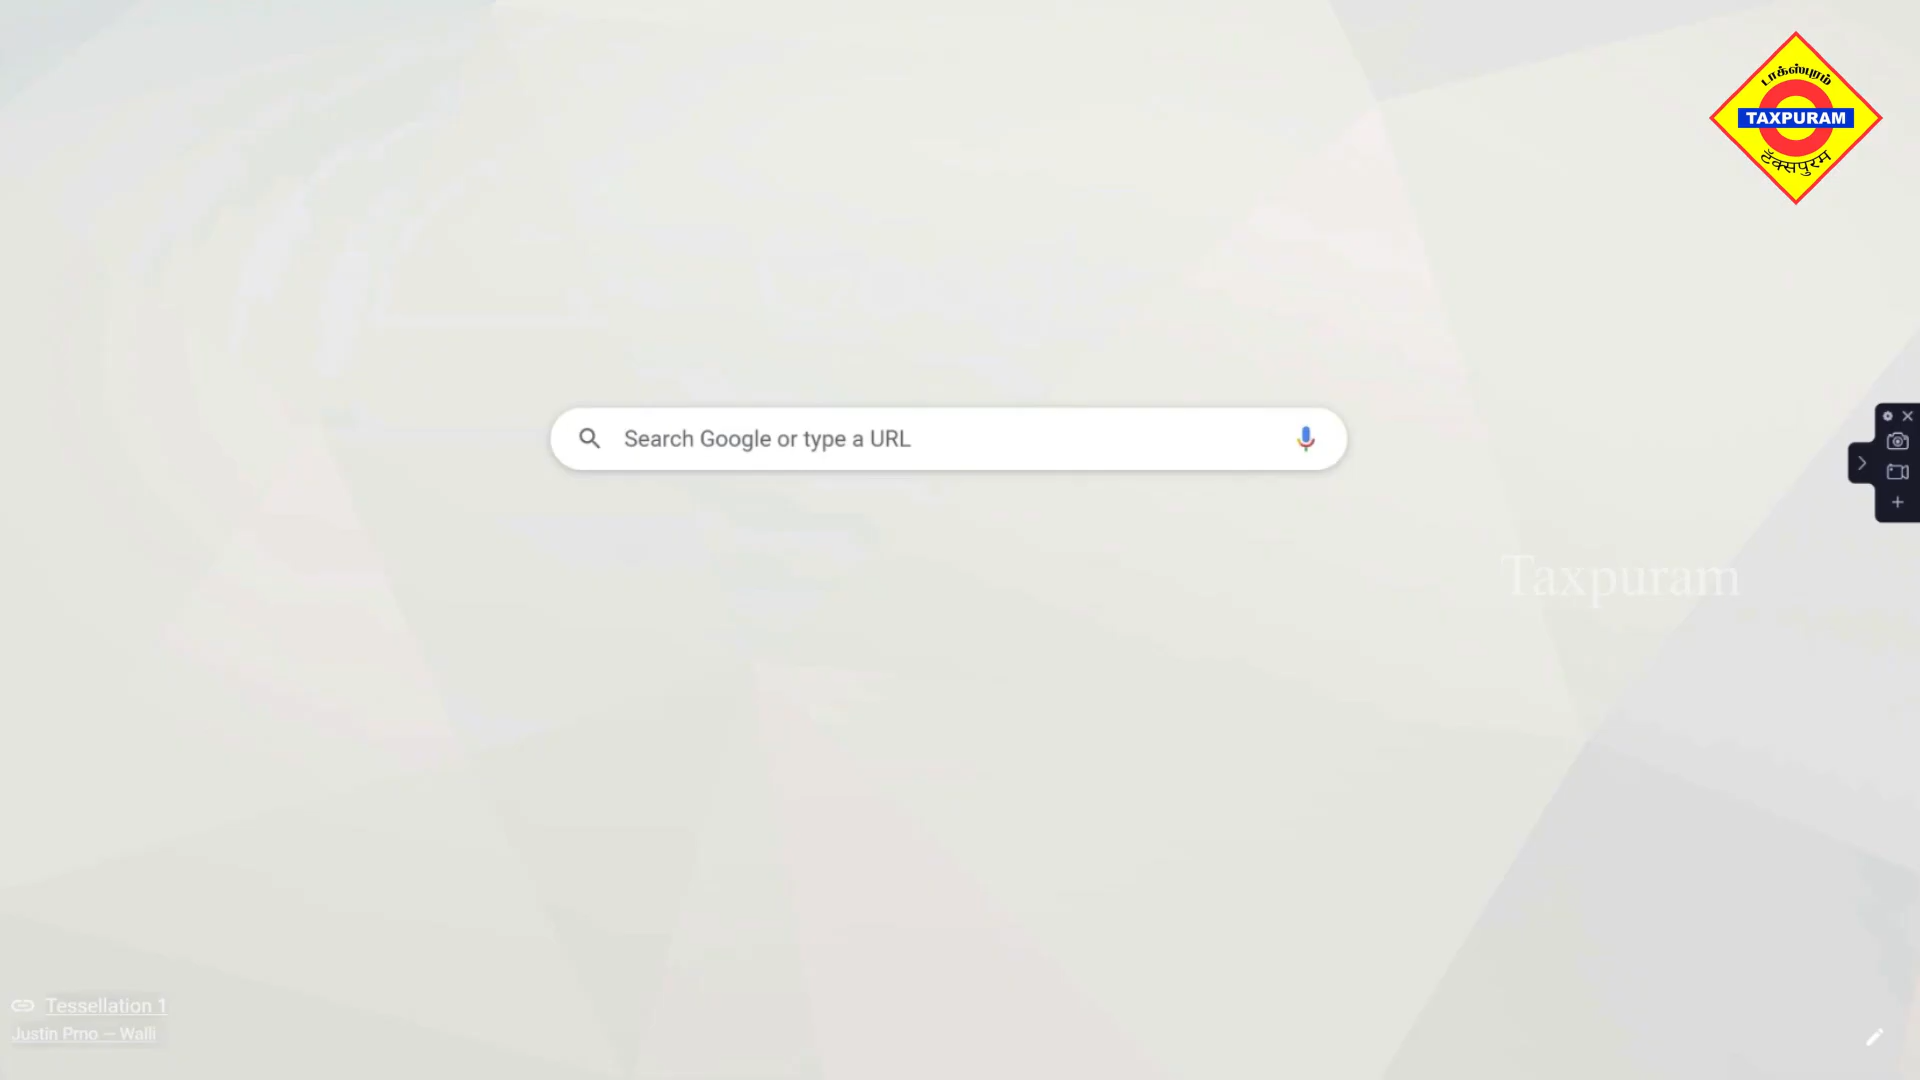 டாக்ஸ்புரம்
TAXPURAM
टॅक्सपुरम
Search Google or type a URL
Taxpuram
Tessellation 1
Justin Prno — Walli